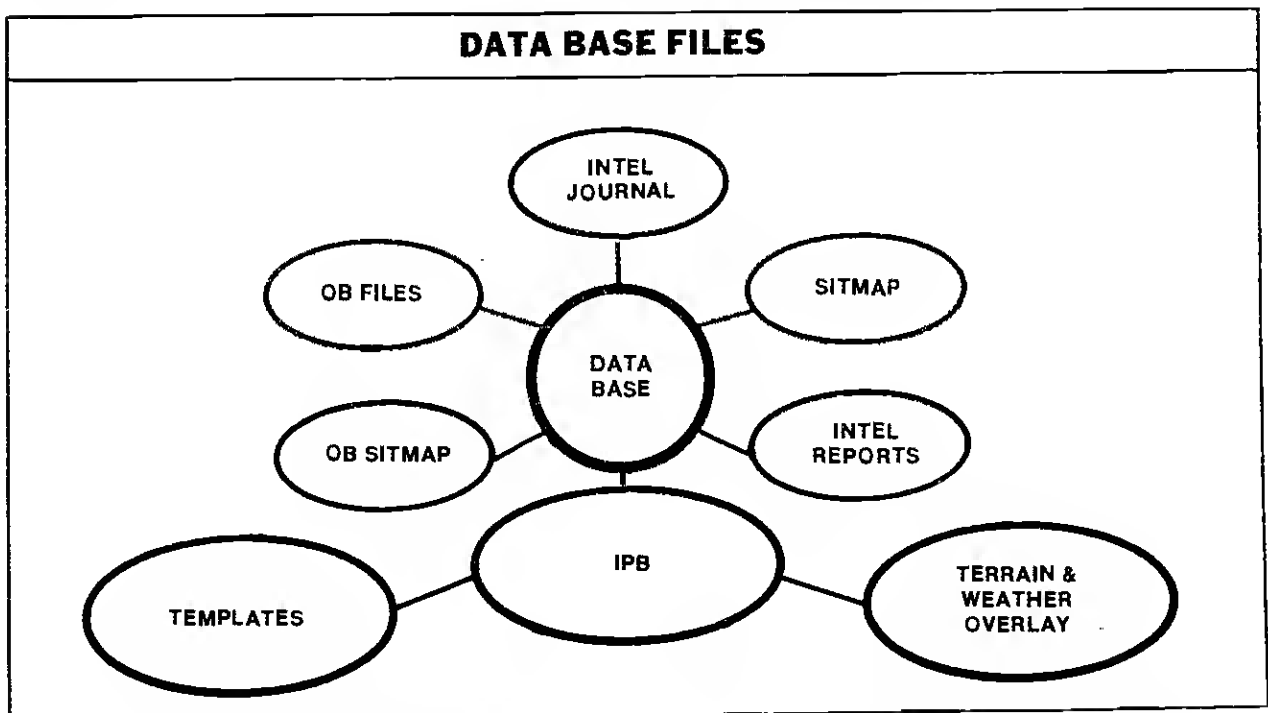 DATA BASE FILES
INTEL
JOURNAL
OB FILES
SITMAP
DATA
BASE
OB SITMAP
INTEL
REPORTS
IPB
TEMPLATES
TERRAIN &
WEATHER
OVERLAY